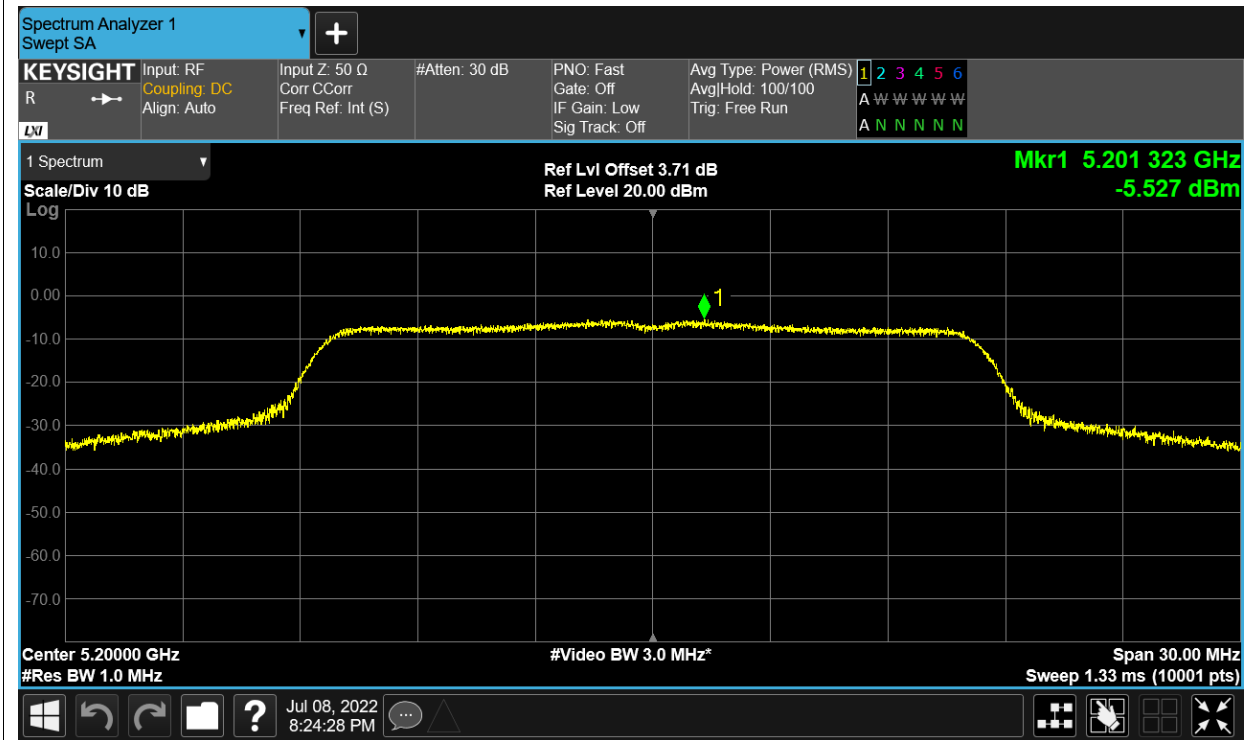 Spectrum Analyzer 1
Swept SA
KEYSIGHT
R
LXI
Input: RF
Coupling: DC
Align: Auto
Input Z: 50 Ω
Corr CCorr
Freq Ref: Int (S)
#Atten: 30 dB
PNO: Fast
Gate: Off
IF Gain: Low
Sig Track: Off
Avg Type: Power (RMS)
Avg|Hold: 100/100
Trig: Free Run
1 2 3 4 5 6
A W W W W W
A N N N N N
1 Spectrum
Scale/Div 10 dB
Ref Lvl Offset 3.71 dB
Ref Level 20.00 dBm
Mkr1 5.201 323 GHz
-5.527 dBm
Log
10.0
0.00
-10.0
-20.0
-30.0
-40.0
-50.0
-60.0
-70.0
1
Center 5.20000 GHz
#Res BW 1.0 MHz
#Video BW 3.0 MHz*
Span 30.00 MHz
Sweep 1.33 ms (10001 pts)
?
Jul 08, 2022
8:24:28 PM